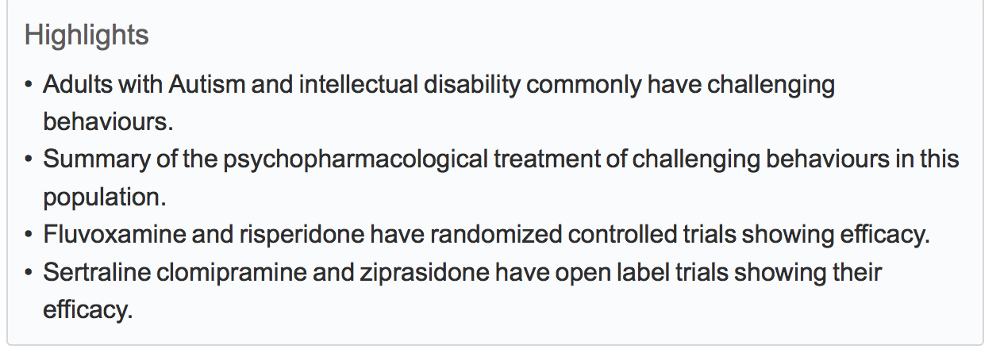 Highlights
• Adults with Autism and intellectual disability commonly have challenging
behaviours.
• Summary of the psychopharmacological treatment of challenging behaviours in this
population.
• Fluvoxamine and risperidone have randomized controlled trials showing efficacy.
• Sertraline clomipramine and ziprasidone have open label trials showing their
efficacy.